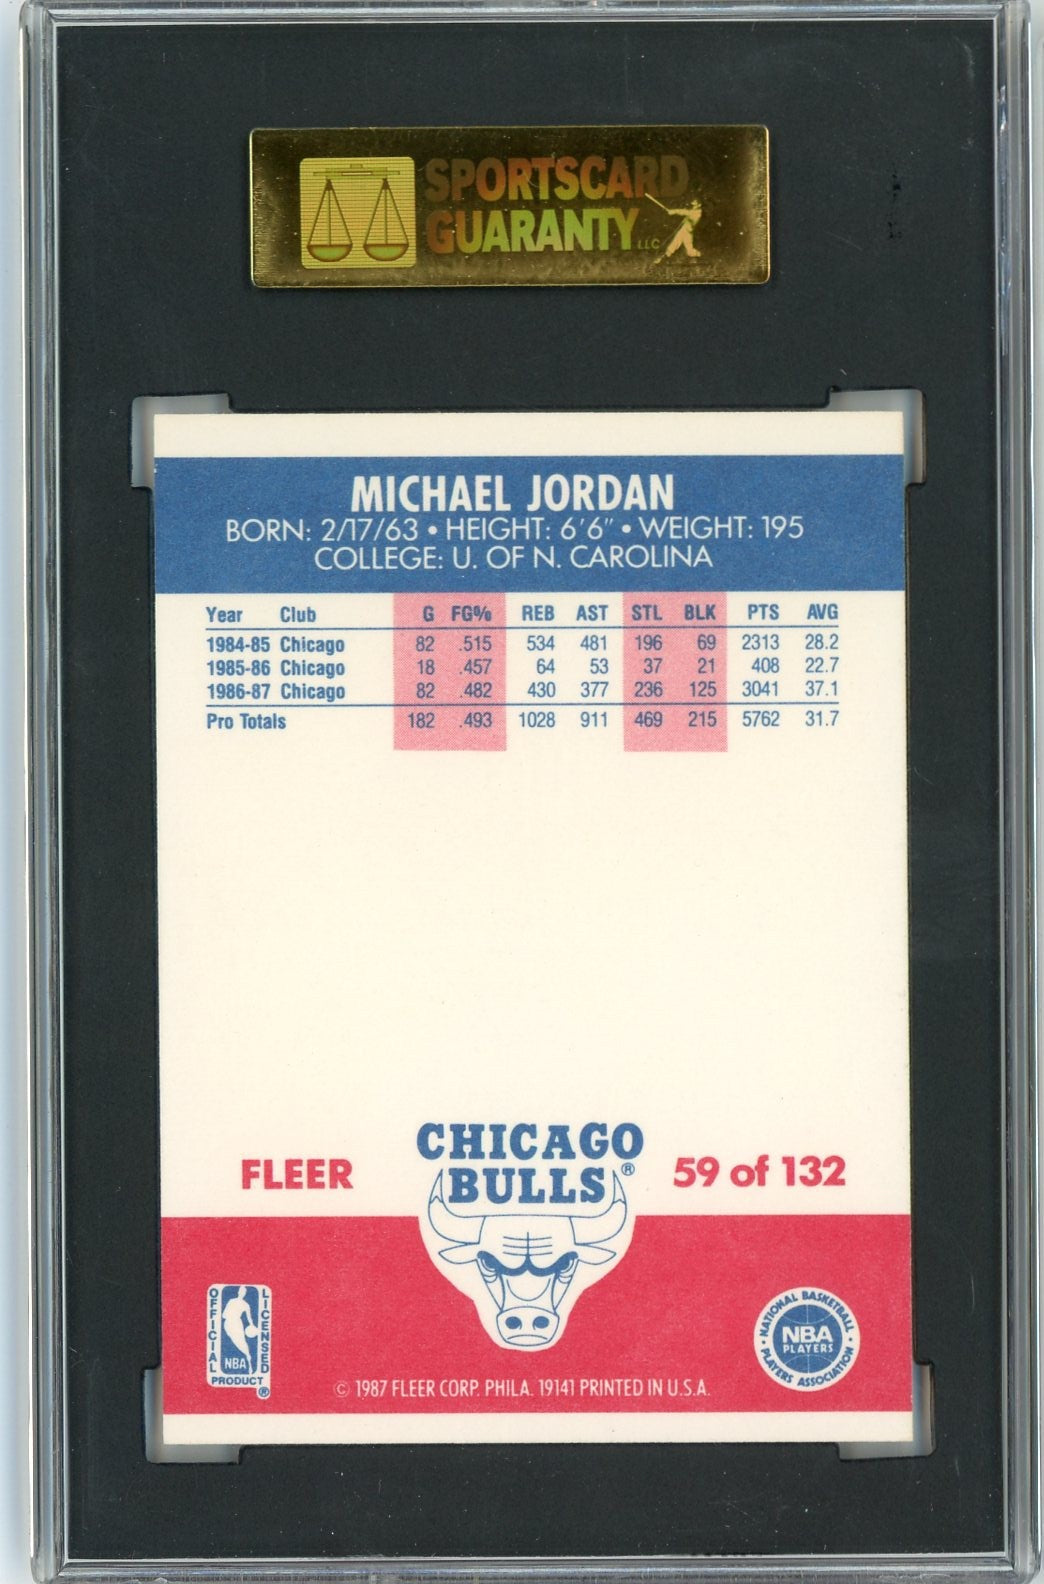 SPORTSCARD
GUARANTY LLC
MICHAEL JORDAN
BORN: 2/17/63 • HEIGHT: 6'6" • WEIGHT: 195
COLLEGE: U. OF N. CAROLINA
Year Club G FG% REB AST STL BLK PTS AVG
1984-85 Chicago 82 .515 534 481 196 69 2313 28.2
1985-86 Chicago 18 .457 64 53 37 21 408 22.7
1986-87 Chicago 82 .482 430 377 236 125 3041 37.1
Pro Totals 182 .493 1028 911 469 215 5762 31.7
CHICAGO
BULLS®
FLEER
59 of 132
OFFICIAL
LICENSED
NBA
PRODUCT
®
NATIONAL BASKETBALL
NBA
PLAYERS
PLAYERS ASSOCIATION
© 1987 FLEER CORP. PHILA. 19141 PRINTED IN U.S.A.